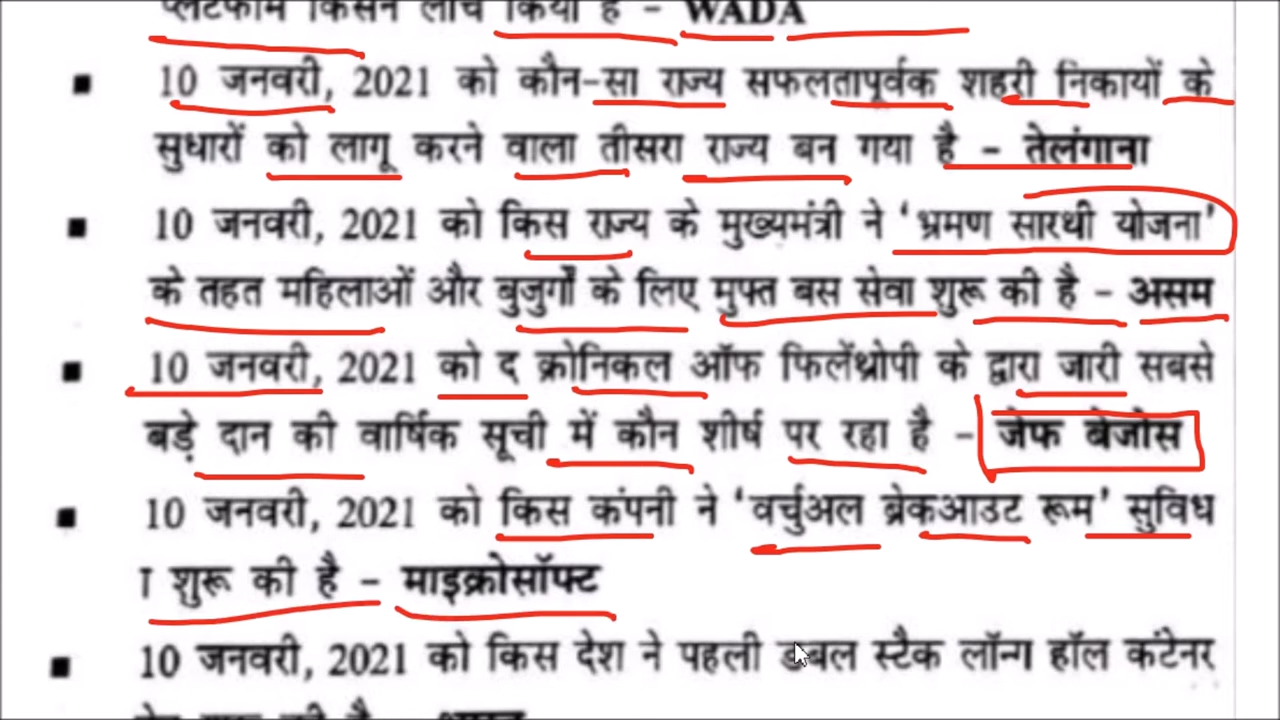 प्लेटफॉर्म किसने लॉंच किया है – WADA
■ 10 जनवरी, 2021 को कौन-सा राज्य सफलतापूर्वक शहरी निकायों के
सुधारों को लागू करने वाला तीसरा राज्य बन गया है – तेलंगाना
■ 10 जनवरी, 2021 को किस राज्य के मुख्यमंत्री ने ‘भ्रमण सारथी योजना’
के तहत महिलाओं और बुजुर्गों के लिए मुफ्त बस सेवा शुरू की है – असम
■ 10 जनवरी, 2021 को द क्रोनिकल ऑफ फिलेंथ्रोपी के द्वारा जारी सबसे
बड़े दान की वार्षिक सूची में कौन शीर्ष पर रहा है – जेफ बेजोस
■ 10 जनवरी, 2021 को किस कंपनी ने ‘वर्चुअल ब्रेकआउट रूम’ सुविध
ा शुरू की है – माइक्रोसॉफ्ट
■ 10 जनवरी, 2021 को किस देश ने पहली डबल स्टैक लॉन्ग हॉल कंटेनर